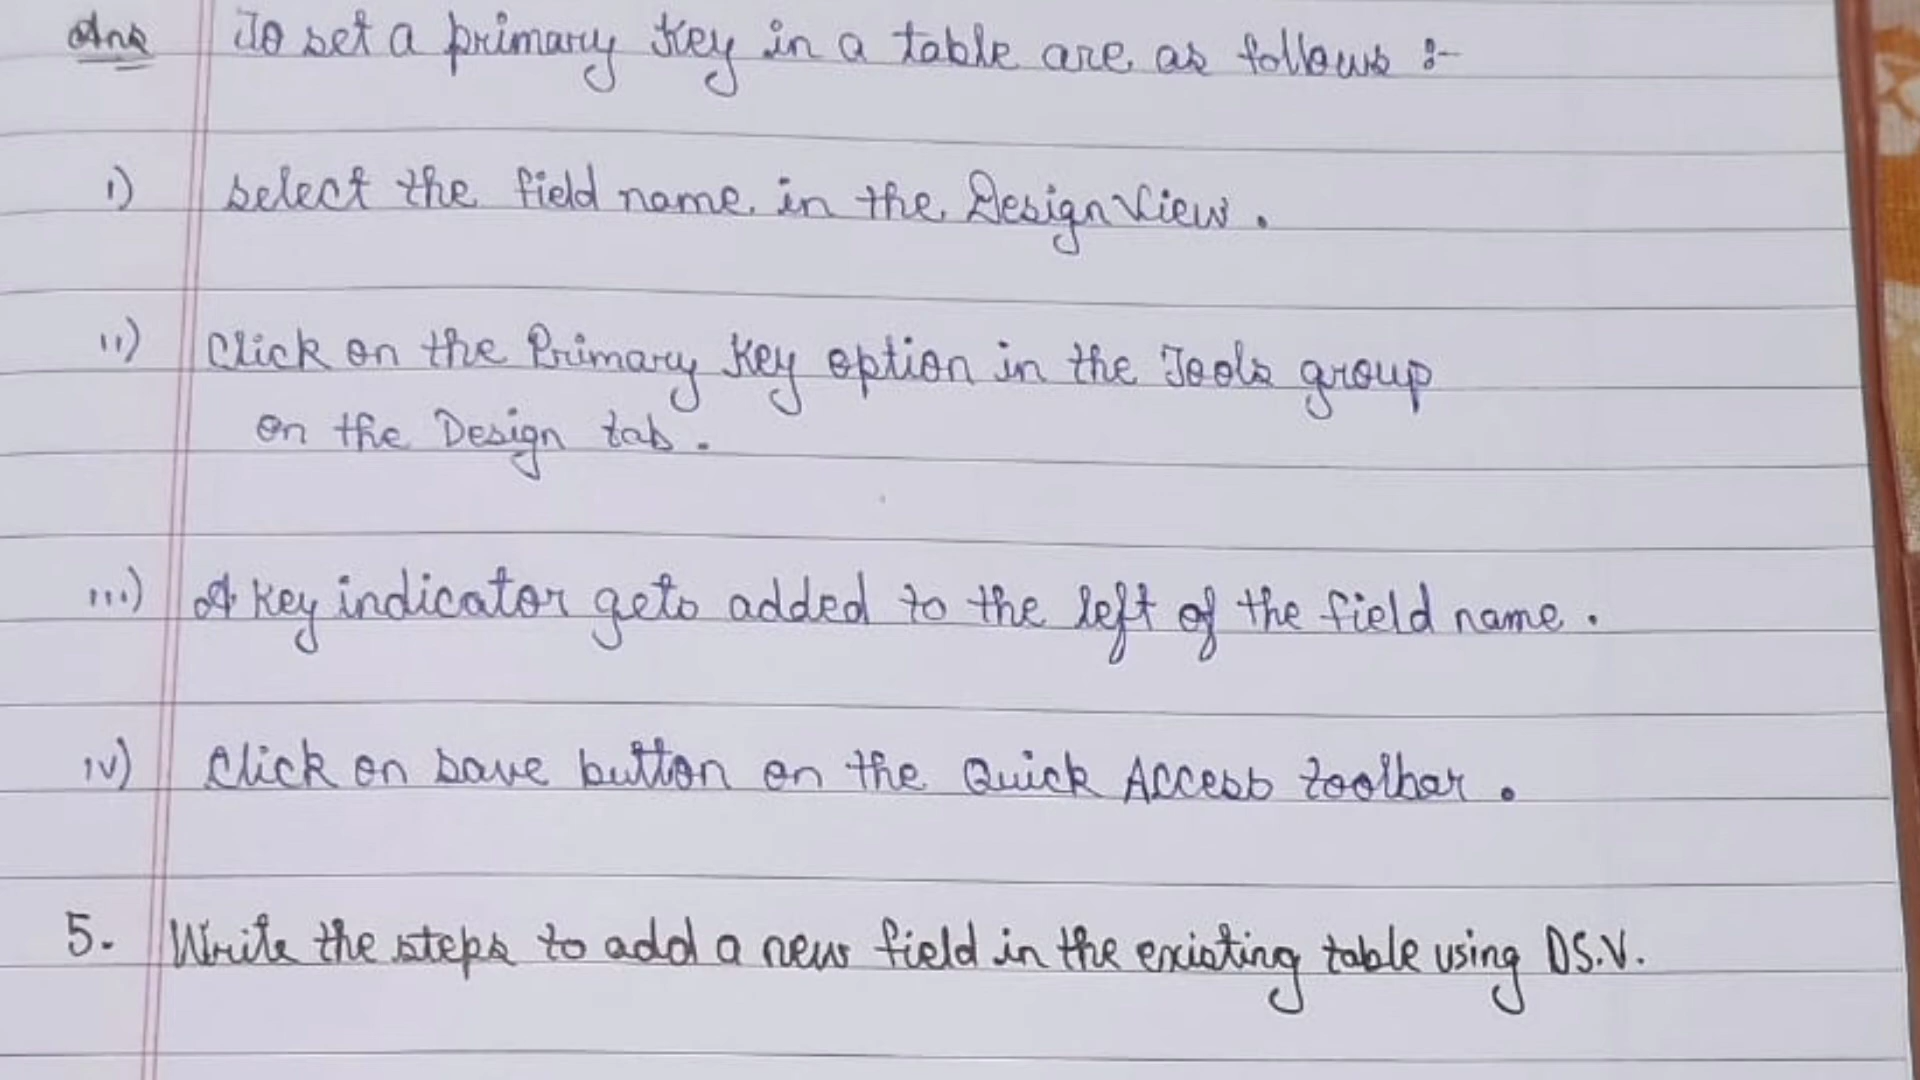 Ans To set a primary key in a table are as follows :-
i) select the field name in the Design View.
ii) Click on the Primary Key option in the Tools group
on the Design tab.
iii) A key indicator gets added to the left of the field name.
iv) Click on save button on the Quick Access toolbar.
5. Write the steps to add a new field in the existing table using DS.V.